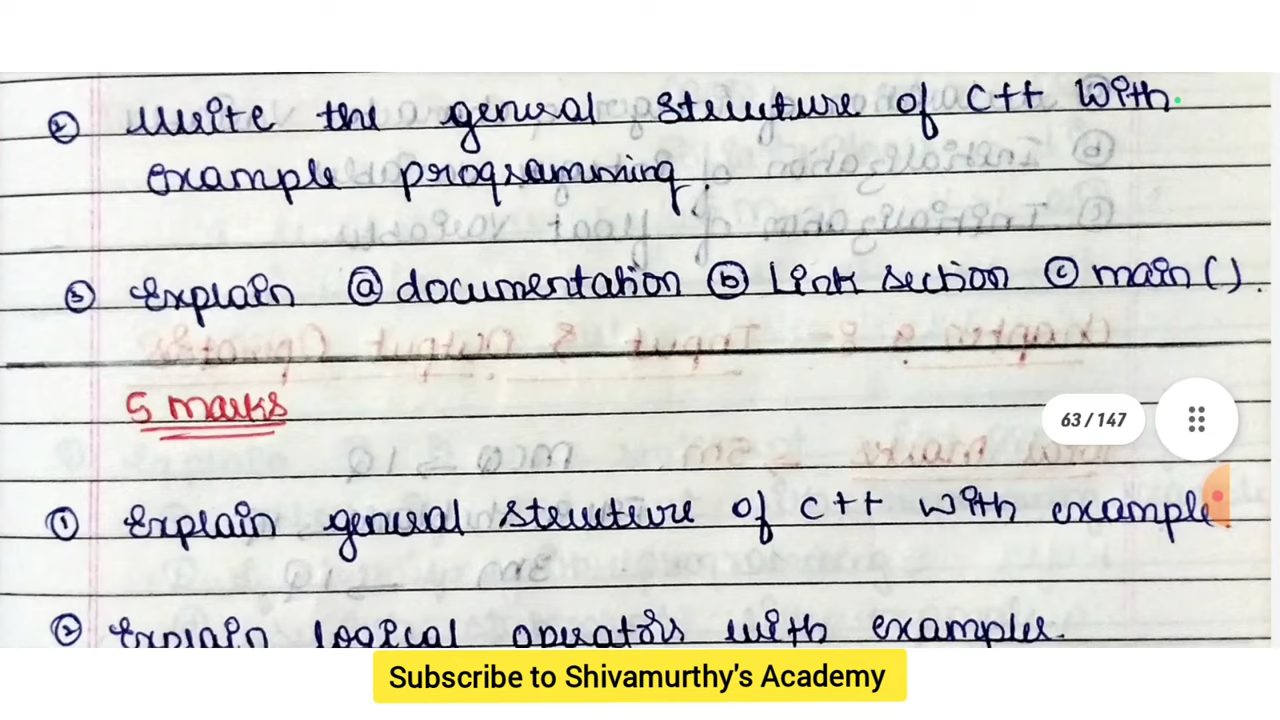 ② Write the general structure of C++ with
example programming.
③ Explain ⓐ documentation ⓑ Link section ⓒ main ( ).
5 marks
63 / 147
① Explain general structure of C++ with example
② Explain logical operators with examples.
Subscribe to Shivamurthy's Academy